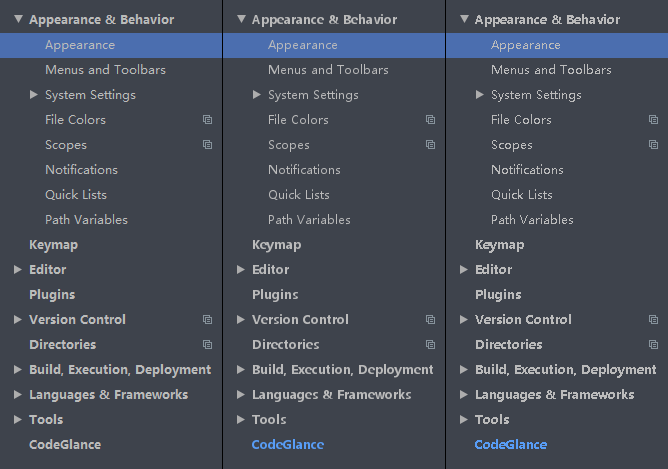 Appearance & Behavior
Appearance
Menus and Toolbars
System Settings
File Colors
Scopes
Notifications
Quick Lists
Path Variables
Keymap
Editor
Plugins
Version Control
Directories
Build, Execution, Deployment
Languages & Frameworks
Tools
CodeGlance
Appearance & Behavior
Appearance
Menus and Toolbars
System Settings
File Colors
Scopes
Notifications
Quick Lists
Path Variables
Keymap
Editor
Plugins
Version Control
Directories
Build, Execution, Deployment
Languages & Frameworks
Tools
CodeGlance
Appearance & Behavior
Appearance
Menus and Toolbars
System Settings
File Colors
Scopes
Notifications
Quick Lists
Path Variables
Keymap
Editor
Plugins
Version Control
Directories
Build, Execution, Deployment
Languages & Frameworks
Tools
CodeGlance